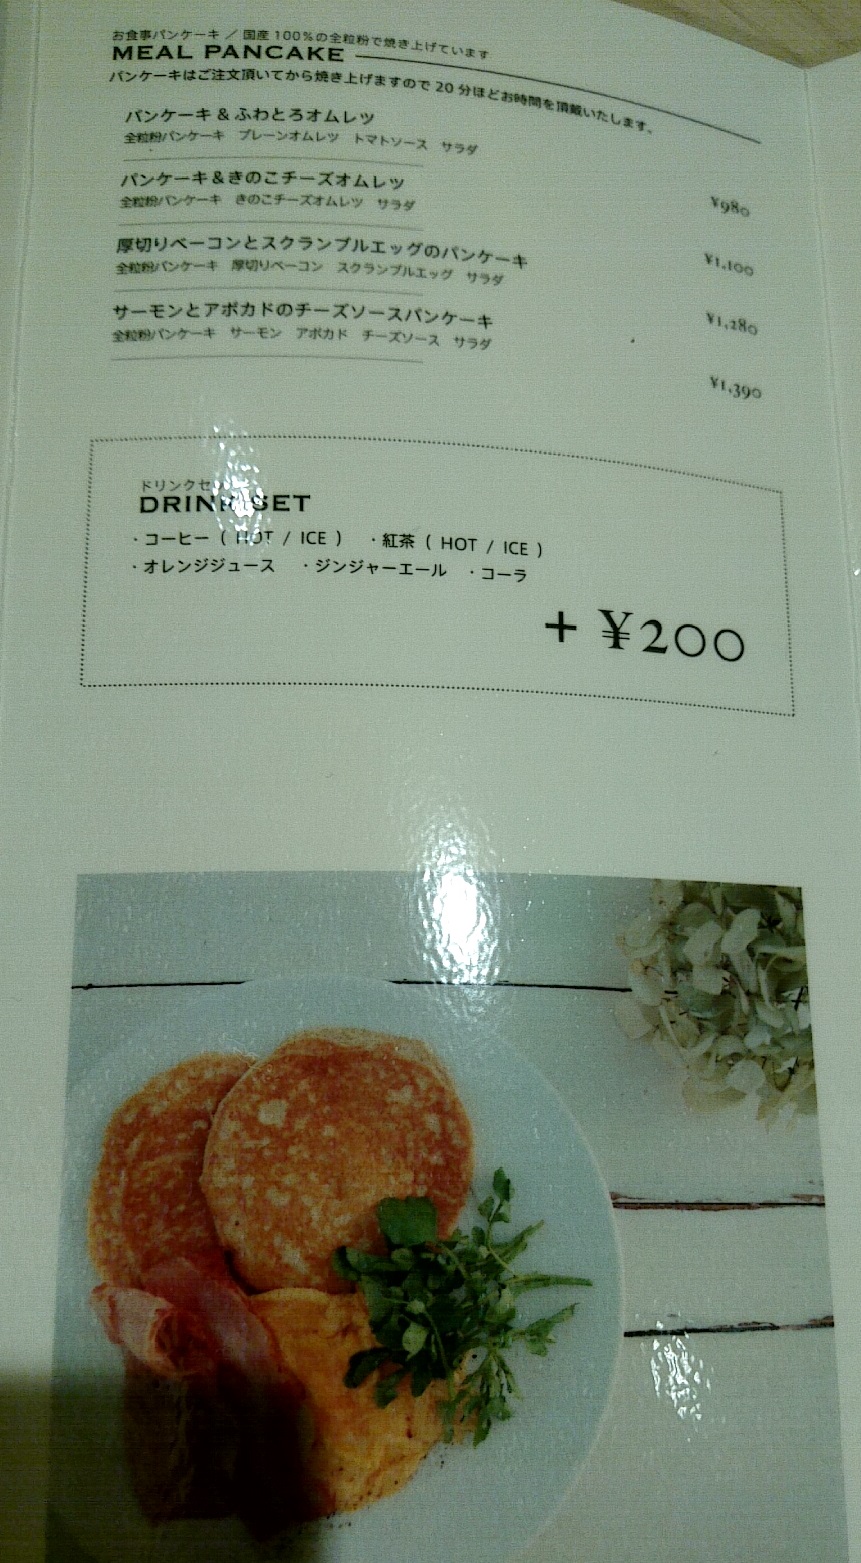 お食事パンケーキ ／ 国産 100％の全粒粉で焼き上げています
MEAL PANCAKE
パンケーキはご注文頂いてから焼き上げますので 20 分ほどお時間を頂戴いたします。
パンケーキ＆ふわとろオムレツ
全粒粉パンケーキ プレーンオムレツ トマトソース サラダ
¥980
パンケーキ＆きのこチーズオムレツ
全粒粉パンケーキ きのこチーズオムレツ サラダ
¥1,100
厚切りベーコンとスクランブルエッグのパンケーキ
全粒粉パンケーキ 厚切りベーコン スクランブルエッグ サラダ
¥1,280
サーモンとアボカドのチーズソースパンケーキ
全粒粉パンケーキ サーモン アボカド チーズソース サラダ
¥1,390
ドリンクセット
DRINK SET
・コーヒー（ HOT / ICE ） ・紅茶（ HOT / ICE ）
・オレンジジュース ・ジンジャーエール ・コーラ
+ ¥200